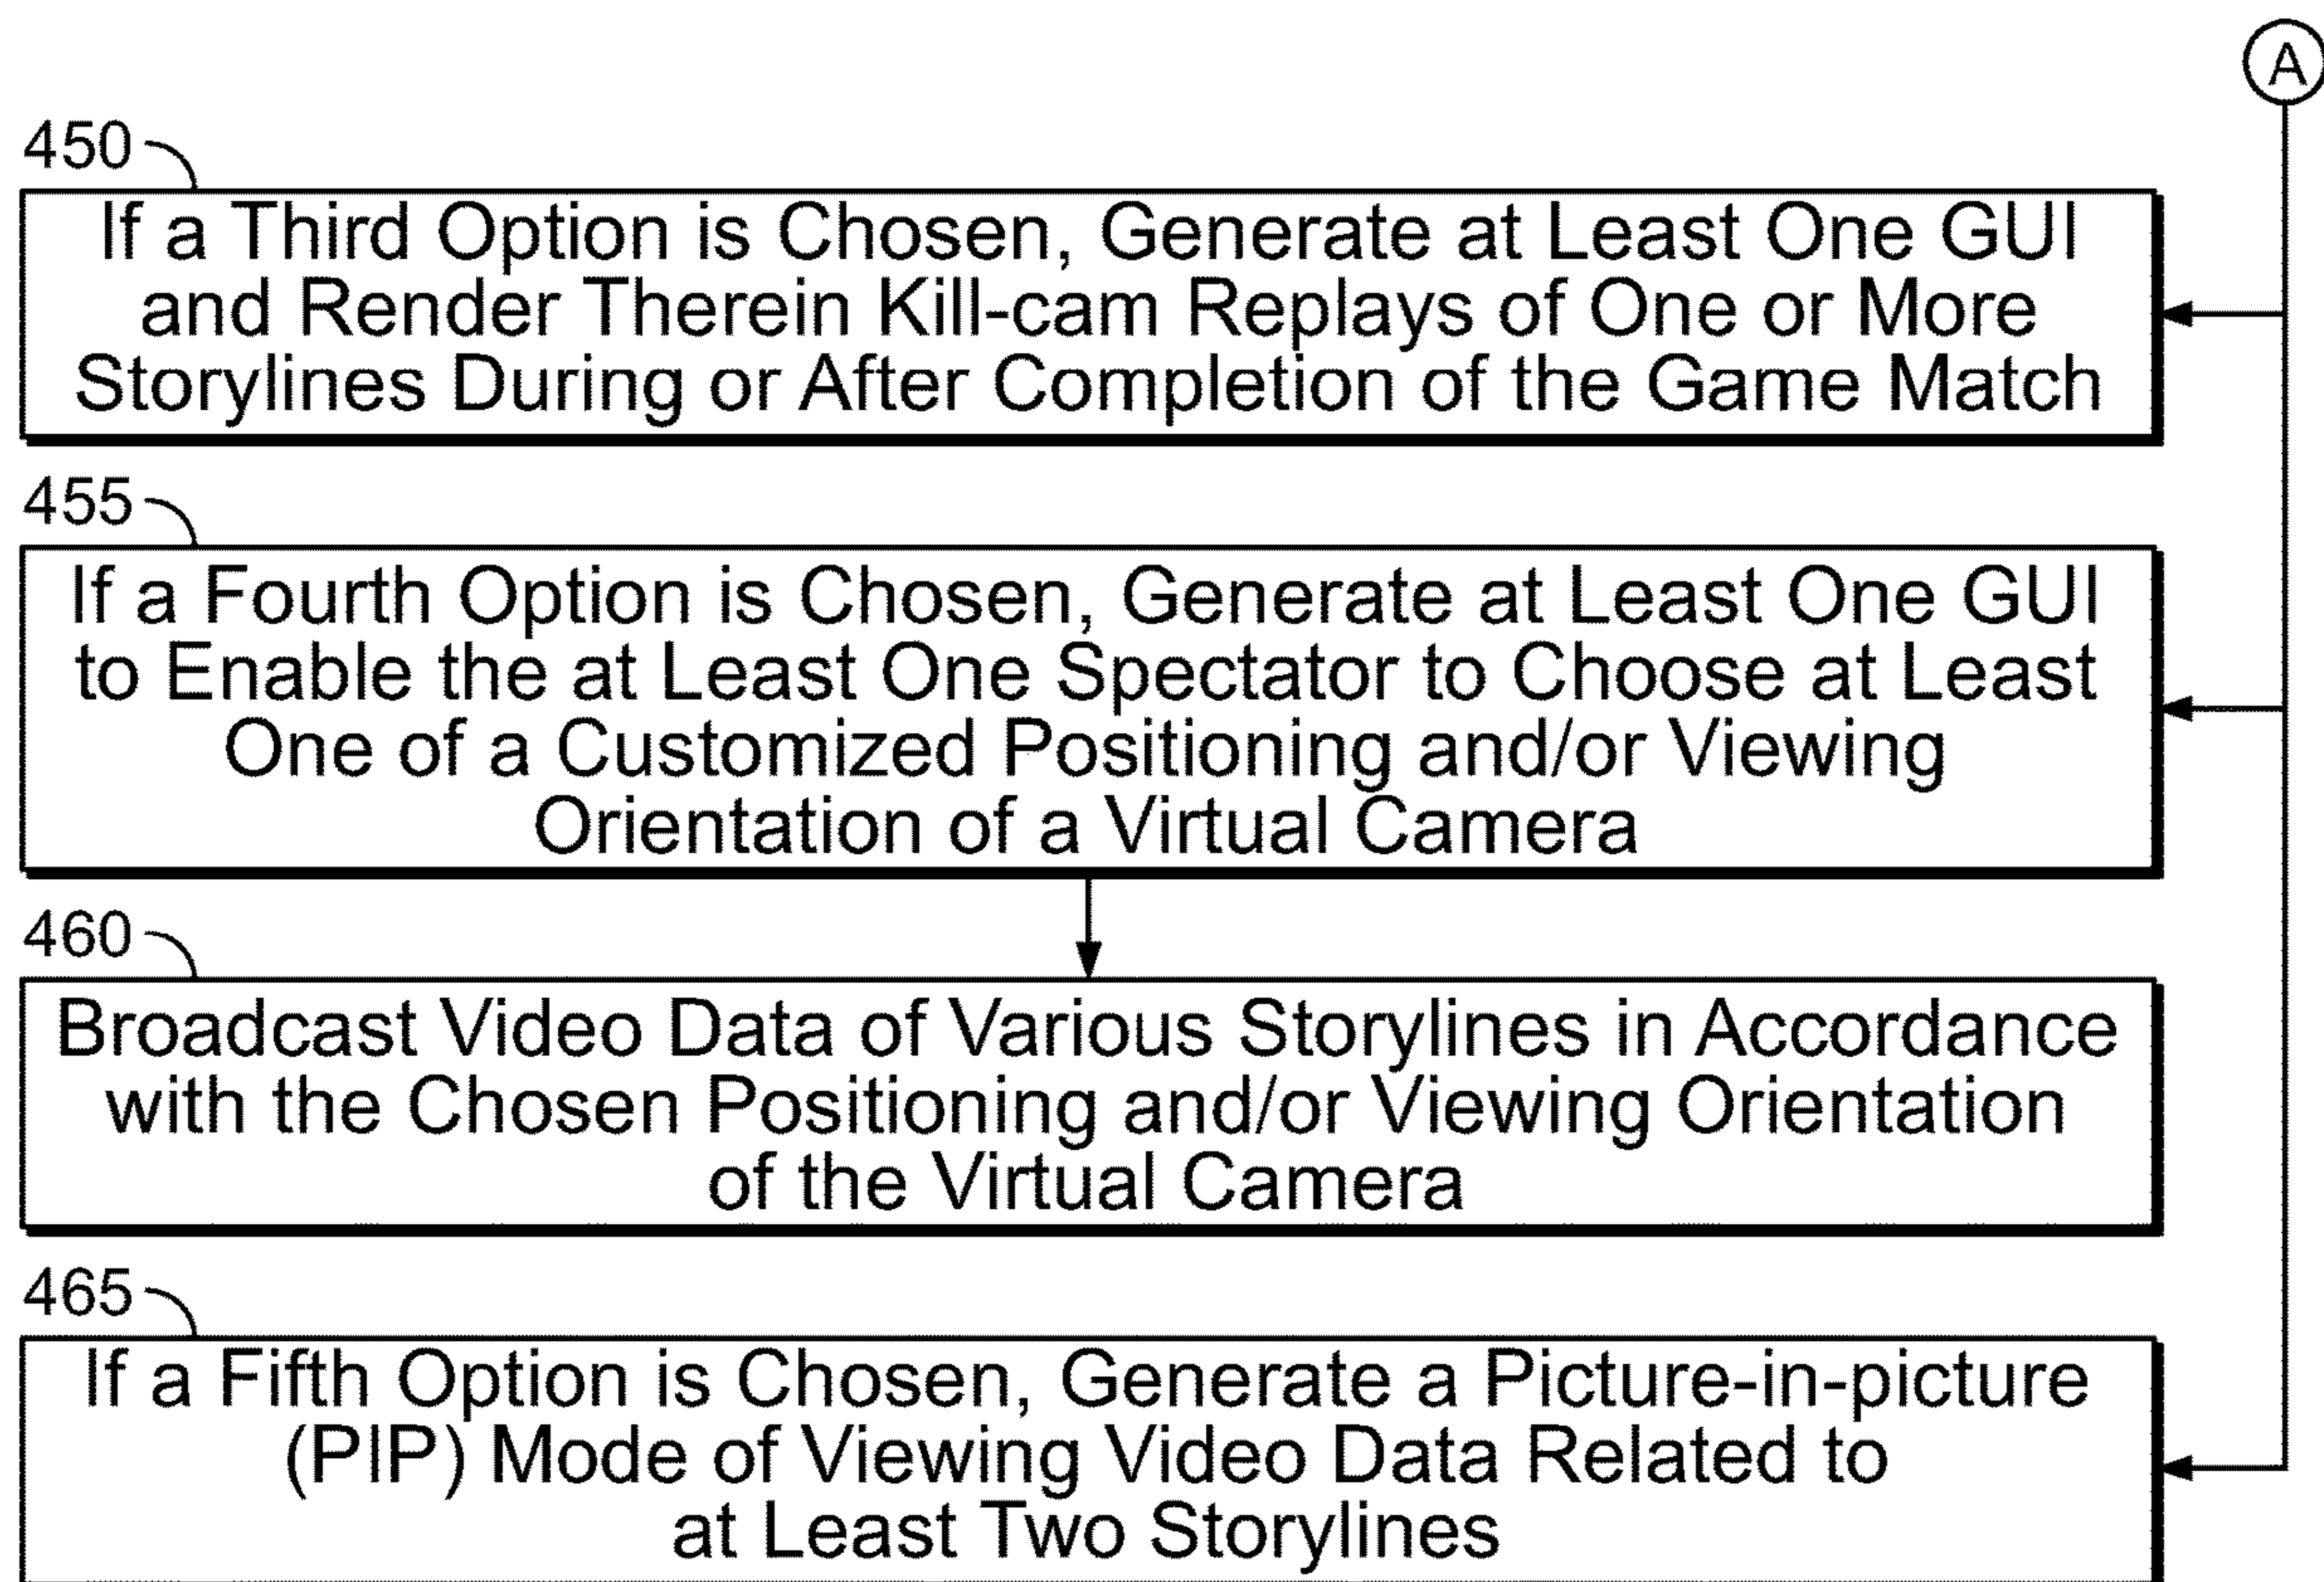 A
450
If a Third Option is Chosen, Generate at Least One GUI
and Render Therein Kill-cam Replays of One or More
Storylines During or After Completion of the Game Match
455
If a Fourth Option is Chosen, Generate at Least One GUI
to Enable the at Least One Spectator to Choose at Least
One of a Customized Positioning and/or Viewing
Orientation of a Virtual Camera
460
Broadcast Video Data of Various Storylines in Accordance
with the Chosen Positioning and/or Viewing Orientation
of the Virtual Camera
465
If a Fifth Option is Chosen, Generate a Picture-in-picture
(PIP) Mode of Viewing Video Data Related to
at Least Two Storylines